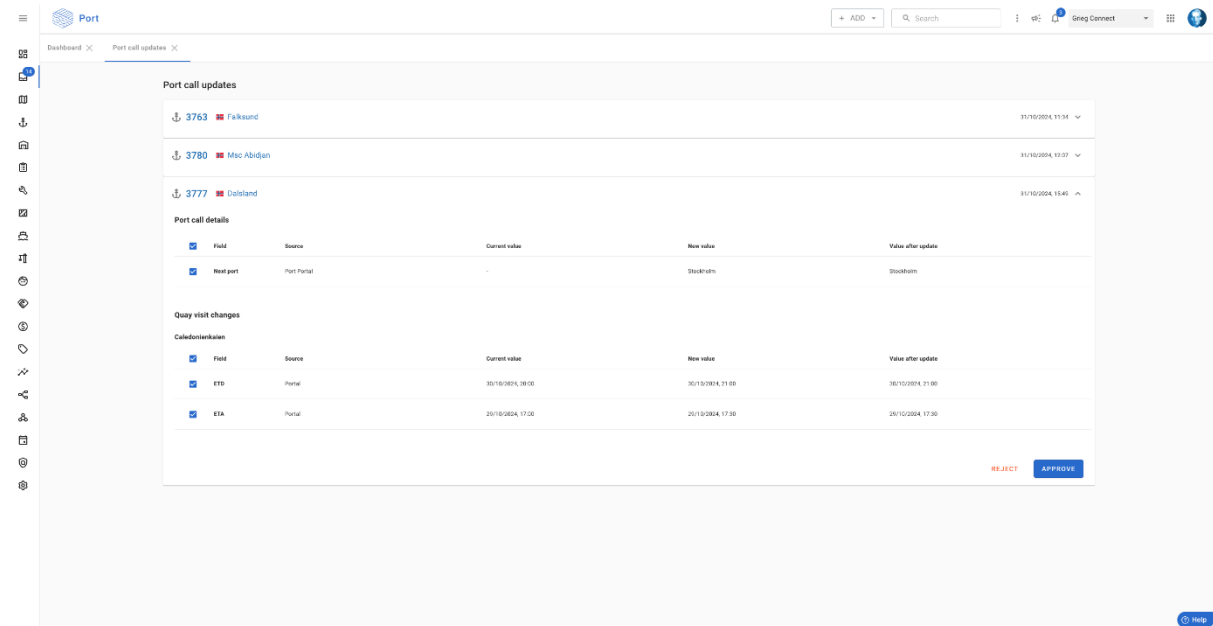 Port
+ ADD
Search
3
Grieg Connect
Dashboard
Port call updates
Port call updates
3763 Falksund 31/10/2024, 11:34
3780 Msc Abidjan 31/10/2024, 12:37
3777 Dalsland 31/10/2024, 15:49
Port call details
Field Source Current value New value Value after update
Next port Port Portal - Stockholm Stockholm
Quay visit changes
Caledonienkaien
Field Source Current value New value Value after update
ETD Portal 30/10/2024, 20:00 30/10/2024, 21:00 30/10/2024, 21:00
ETA Portal 29/10/2024, 17:00 29/10/2024, 17:30 29/10/2024, 17:30
REJECT APPROVE
Help